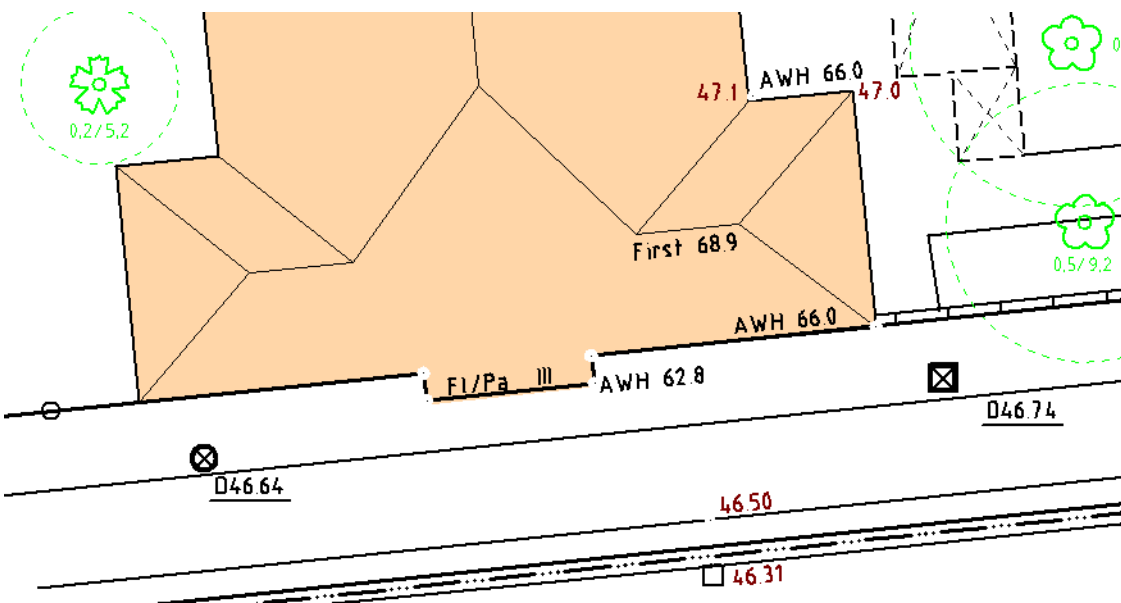 AWH 66.0
47.1
47.0
0,2/5,2
First 68.9
0.5/9.2
AWH 66.0
Fl/Pa III
AWH 62.8
D46.74
D46.64
46.50
46.31